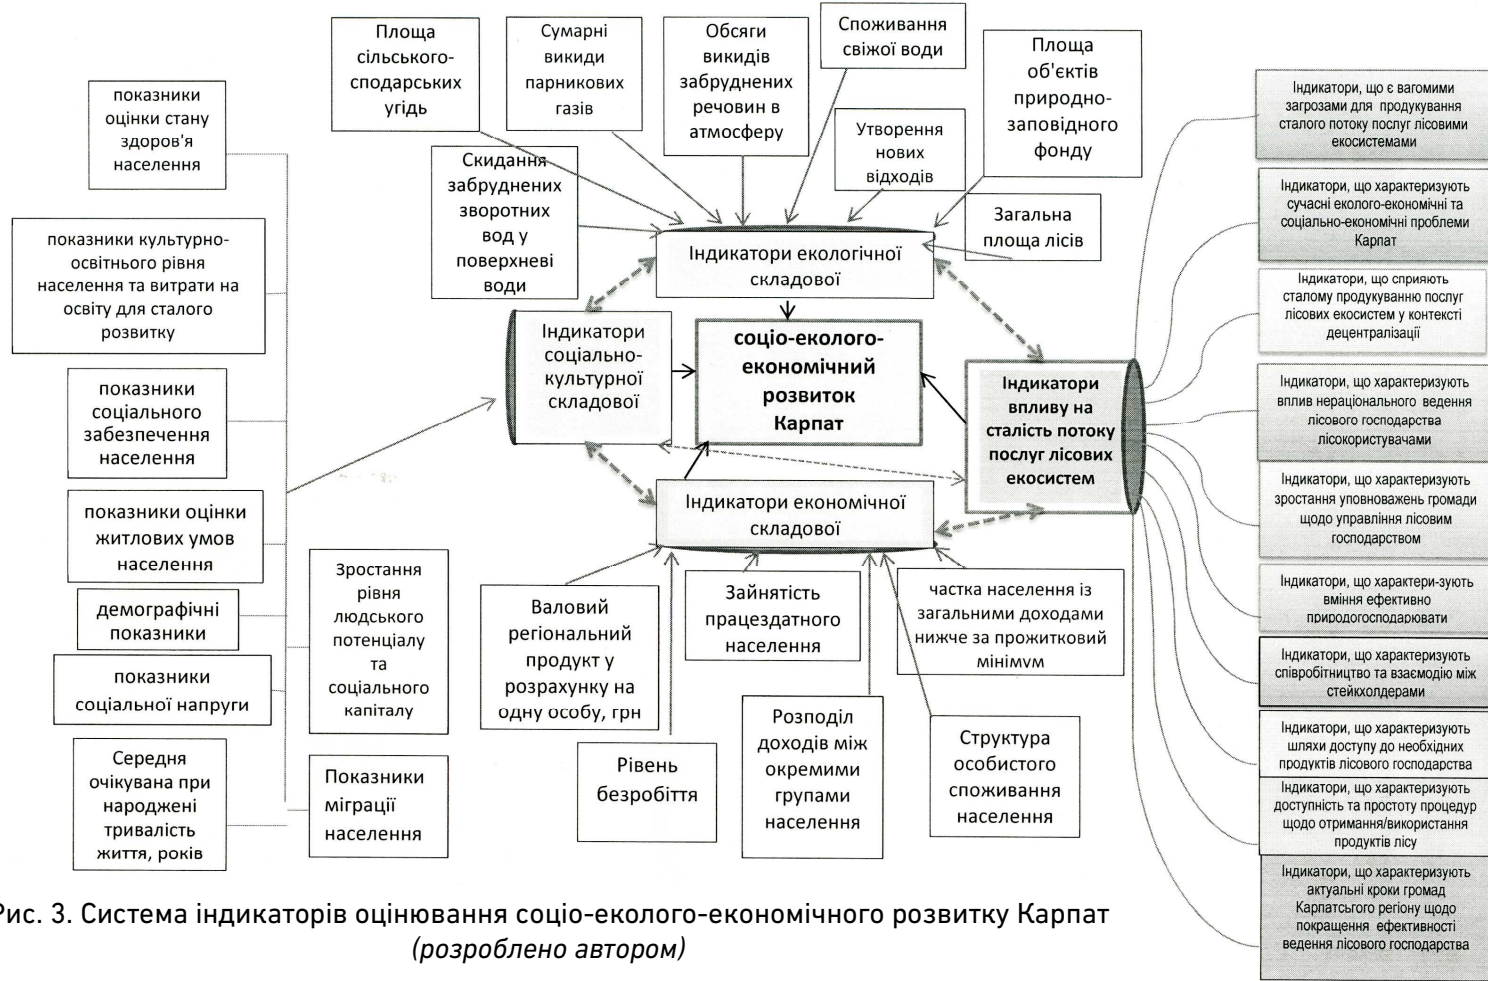 Площа
сільського-
сподарських
угідь
Сумарні
викиди
парникових
газів
Обсяги
викидів
забруднених
речовин в
атмосферу
Споживання
свіжої води
Площа
об'єктів
природно-
заповідного
фонду
Утворення
нових
відходів
Скидання
забруднених
зворотних
вод у
поверхневі
води
Загальна
площа лісів
Індикатори екологічної
складової
показники
оцінки стану
здоров'я
населення
показники культурно-
освітнього рівня
населення та витрати на
освіту для сталого
розвитку
показники
соціального
забезпечення
населення
показники оцінки
житлових умов
населення
демографічні
показники
показники
соціальної напруги
Середня
очікувана при
народжені
тривалість
життя, років
Зростання
рівня
людського
потенціалу
та
соціального
капіталу
Показники
міграції
населення
Індикатори
соціально-
культурної
складової
соціо-еколого-
економічний
розвиток
Карпат
Індикатори
впливу на
сталість потоку
послуг лісових
екосистем
Індикатори економічної
складової
Валовий
регіональний
продукт у
розрахунку на
одну особу, грн
Рівень
безробіття
Зайнятість
працездатного
населення
Розподіл
доходів між
окремими
групами
населення
частка населення із
загальними доходами
нижче за прожитковий
мінімум
Структура
особистого
споживання
населення
Індикатори, що є вагомими
загрозами для продукування
сталого потоку послуг лісовими
екосистемами
Індикатори, що характеризують
сучасні еколого-економічні та
соціально-економічні проблеми
Карпат
Індикатори, що сприяють
сталому продукуванню послуг
лісових екосистем у контексті
децентралізації
Індикатори, що характеризують
вплив нераціонального ведення
лісового господарства
лісокористувачами
Індикатори, що характеризують
зростання уповноважень громади
щодо управління лісовим
господарством
Індикатори, що характери-зують
вміння ефективно
природогосподарювати
Індикатори, що характеризують
співробітництво та взаємодію між
стейкхолдерами
Індикатори, що характеризують
шляхи доступу до необхідних
продуктів лісового господарства
Індикатори, що характеризують
доступність та простоту процедур
щодо отримання/використання
продуктів лісу
Індикатори, що характеризують
актуальні кроки громад
Карпатсього регіону щодо
покращення ефективності
ведення лісового господарства
Рис. 3. Система індикаторів оцінювання соціо-еколого-економічного розвитку Карпат
(розроблено автором)